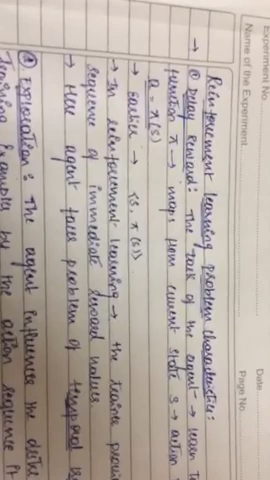 Experiment No.
Date
Name of the Experiment
Page No.
Reinforcement learning problem characteristics:
→ ① Delay Reward: The task of the agent → learn
function π → maps from current state s → action
a = π(s)
→ Earlier → (s, π(s))
→ In reinforcement learning → the trainer
sequence of immediate reward values
→ Here agent faces problem of temporal
② Exploration: The agent influences the
Training examples by the action sequence it